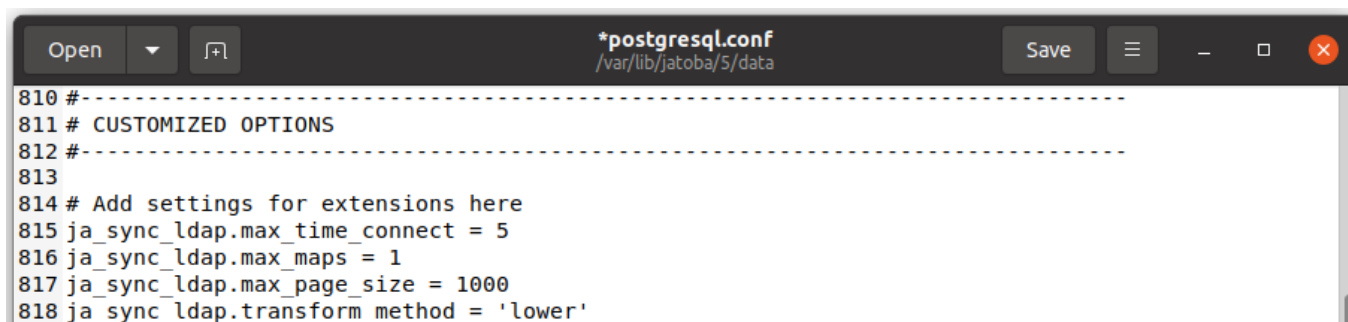 Open
*postgresql.conf
/var/lib/jatoba/5/data
Save
810 #------------------------------------------------------------------------------
811 # CUSTOMIZED OPTIONS
812 #------------------------------------------------------------------------------
813
814 # Add settings for extensions here
815 ja_sync_ldap.max_time_connect = 5
816 ja_sync_ldap.max_maps = 1
817 ja_sync_ldap.max_page_size = 1000
818 ja_sync_ldap.transform_method = 'lower'